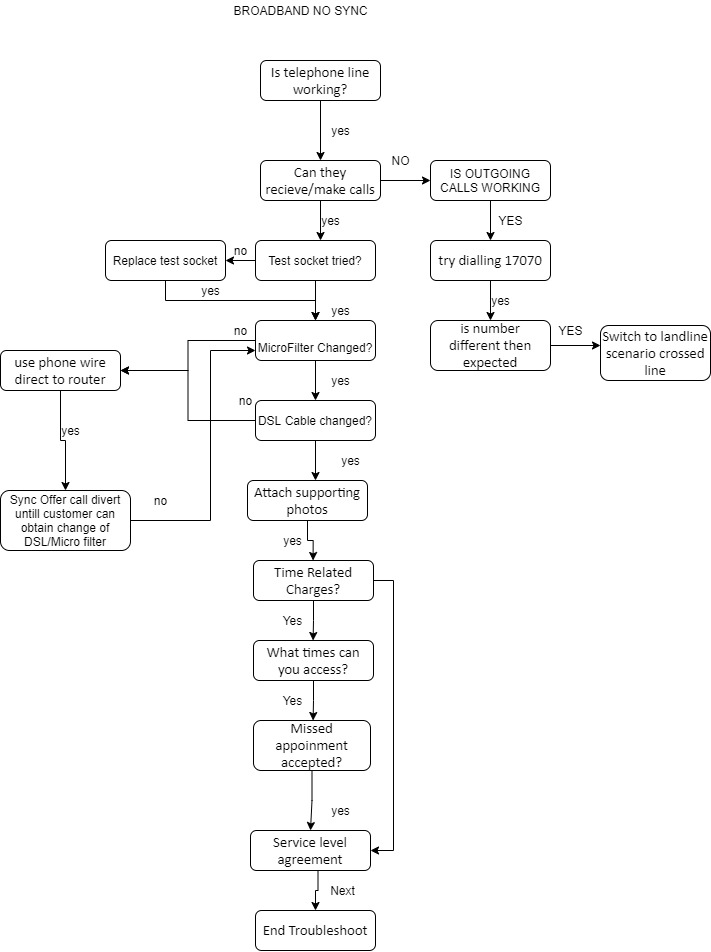 BROADBAND NO SYNC
Is telephone line
working?
yes
Can they
recieve/make calls
NO
IS OUTGOING
CALLS WORKING
yes
YES
Replace test socket
no
Test socket tried?
try dialling 17070
yes
yes
yes
no
MicroFilter Changed?
is number
different then
expected
YES
Switch to landline
scenario crossed
line
use phone wire
direct to router
yes
no
DSL Cable changed?
yes
yes
Sync Offer call divert
untill customer can
obtain change of
DSL/Micro filter
no
Attach supporting
photos
yes
Time Related
Charges?
Yes
What times can
you access?
Yes
Missed
appoinment
accepted?
yes
Service level
agreement
Next
End Troubleshoot